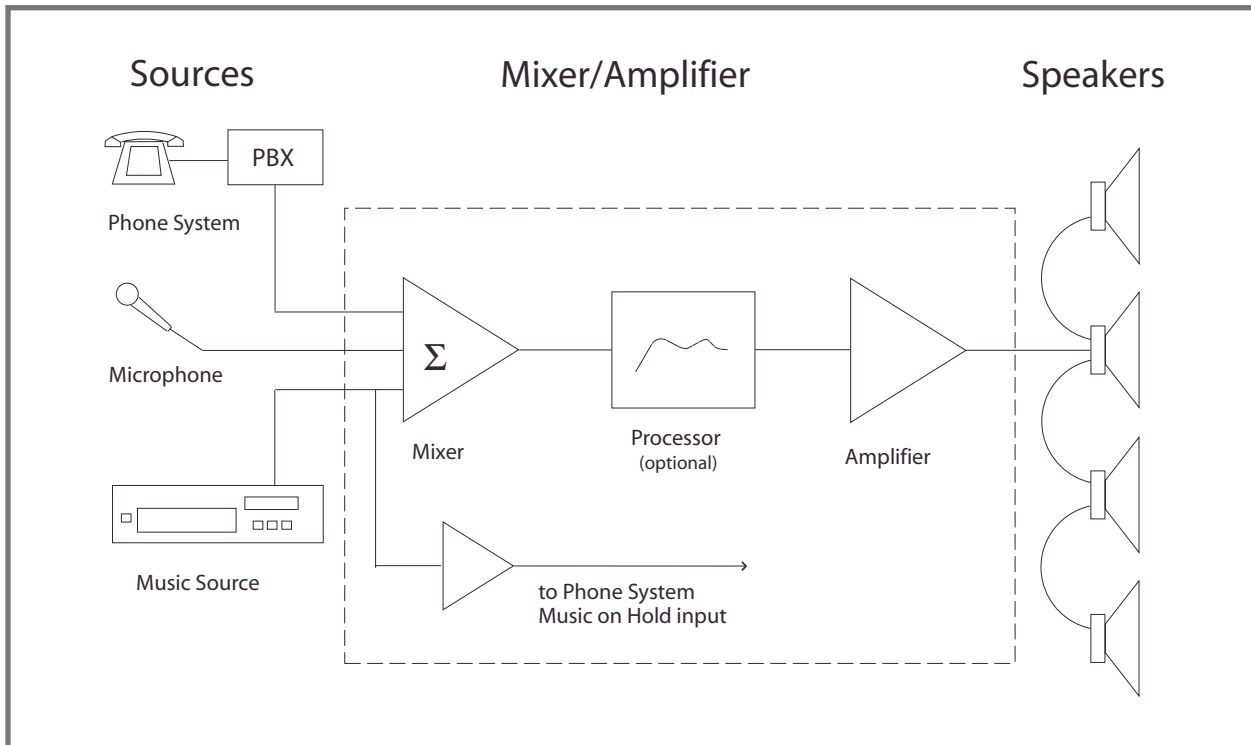 Sources
Mixer/Amplifier
Speakers
PBX
Phone System
Microphone
Σ
Mixer
Processor
(optional)
Amplifier
Music Source
to Phone System
Music on Hold input